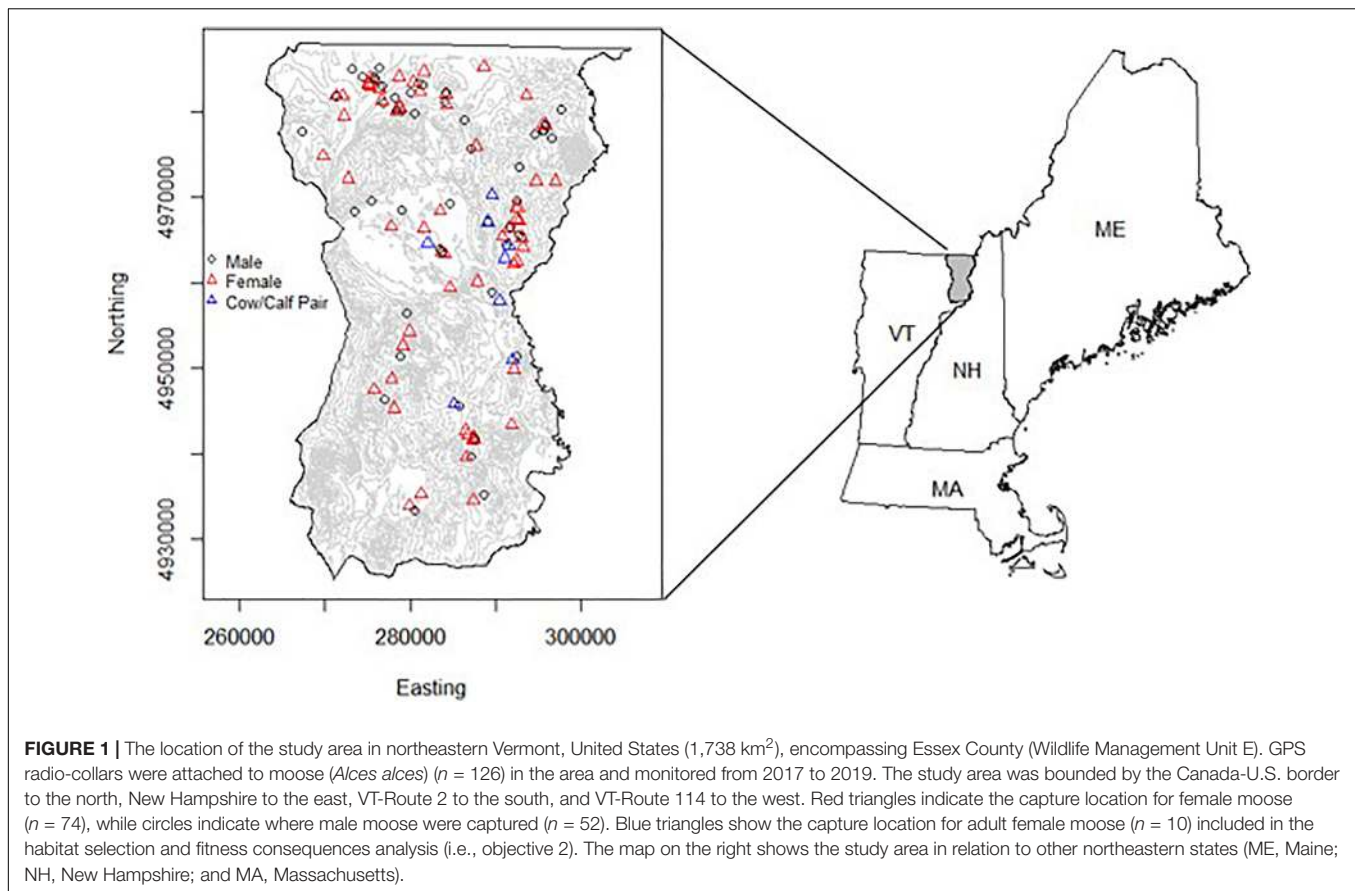 Northing
4970000
4950000
4930000
Male
Female
Cow/Calf Pair
260000
280000
300000
Easting
ME
VT
NH
MA
FIGURE 1 | The location of the study area in northeastern Vermont, United States (1,738 km²), encompassing Essex County (Wildlife Management Unit E). GPS
radio-collars were attached to moose (Alces alces) (n = 126) in the area and monitored from 2017 to 2019. The study area was bounded by the Canada-U.S. border
to the north, New Hampshire to the east, VT-Route 2 to the south, and VT-Route 114 to the west. Red triangles indicate the capture location for female moose
(n = 74), while circles indicate where male moose were captured (n = 52). Blue triangles show the capture location for adult female moose (n = 10) included in the
habitat selection and fitness consequences analysis (i.e., objective 2). The map on the right shows the study area in relation to other northeastern states (ME, Maine;
NH, New Hampshire; and MA, Massachusetts).